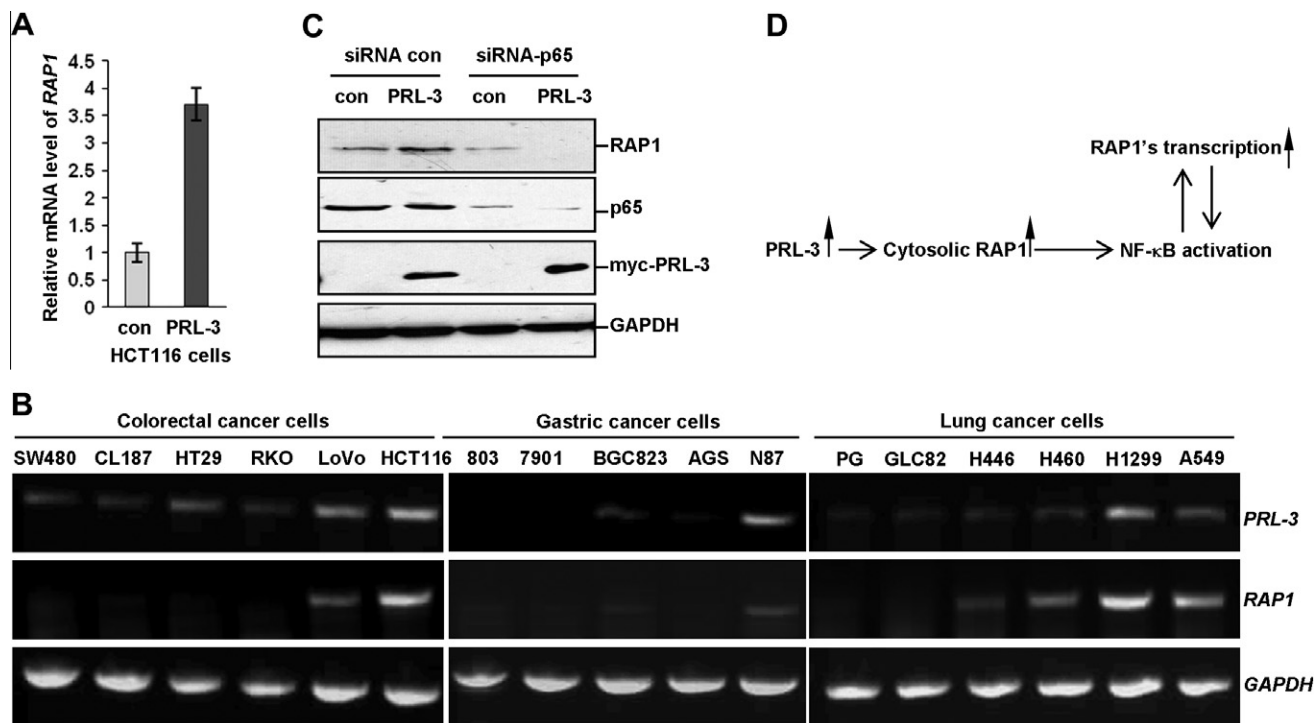 A
Relative mRNA level of RAP1
4.5
4
3.5
3
2.5
2
1.5
1
0.5
0
con PRL-3
HCT116 cells
C
siRNA con siRNA-p65
con PRL-3 con PRL-3
RAP1
p65
myc-PRL-3
GAPDH
D
RAP1's transcription
PRL-3 Cytosolic RAP1 NF-κB activation
B
Colorectal cancer cells Gastric cancer cells Lung cancer cells
SW480 CL187 HT29 RKO LoVo HCT116 803 7901 BGC823 AGS N87 PG GLC82 H446 H460 H1299 A549
PRL-3
RAP1
GAPDH